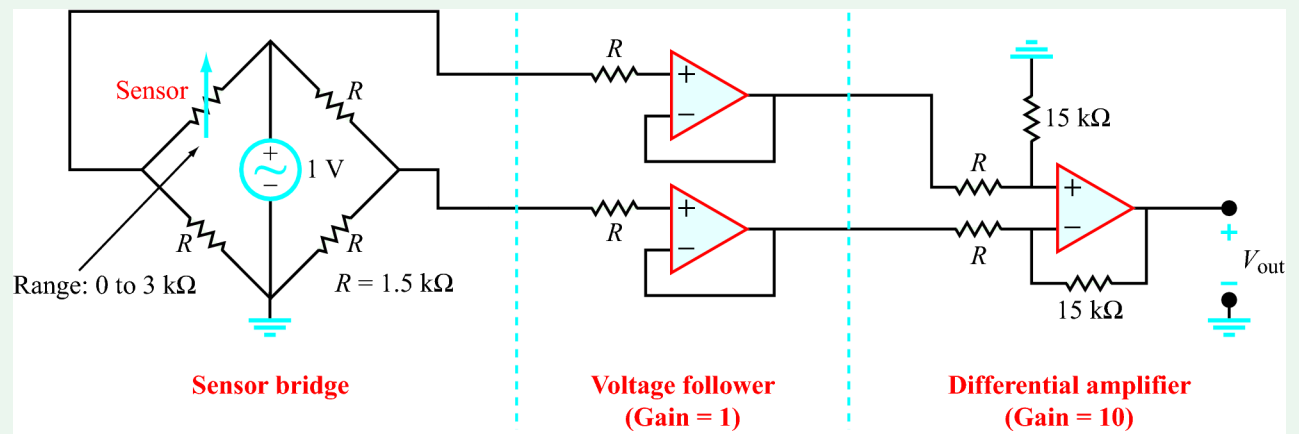 Sensor
R
+
−
1 V
R
R
Range: 0 to 3 kΩ
R = 1.5 kΩ
Sensor bridge
R
+
−
R
+
−
Voltage follower
(Gain = 1)
15 kΩ
R
+
−
R
15 kΩ
+
Vout
−
Differential amplifier
(Gain = 10)